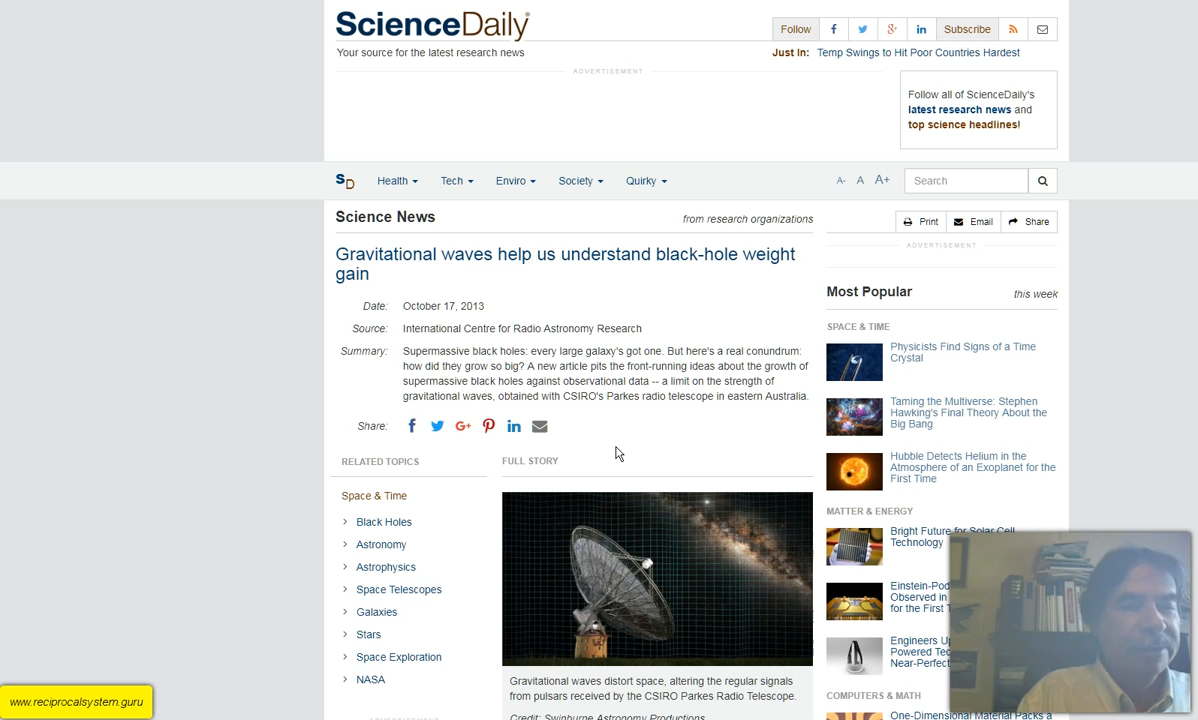 ScienceDaily®
Your source for the latest research news
Follow
Subscribe
Just In: Temp Swings to Hit Poor Countries Hardest
ADVERTISEMENT
Follow all of ScienceDaily's
latest research news and
top science headlines!
SD
Health
Tech
Enviro
Society
Quirky
A-
A
A+
Search
Science News
from research organizations
Print
Email
Share
Gravitational waves help us understand black-hole weight
gain
Date: October 17, 2013
Source: International Centre for Radio Astronomy Research
Summary: Supermassive black holes: every large galaxy's got one. But here's a real conundrum:
how did they grow so big? A new article pits the front-running ideas about the growth of
supermassive black holes against observational data -- a limit on the strength of
gravitational waves, obtained with CSIRO's Parkes radio telescope in eastern Australia.
Share:
RELATED TOPICS
Space & Time
Black Holes
Astronomy
Astrophysics
Space Telescopes
Galaxies
Stars
Space Exploration
NASA
ADVERTISEMENT
FULL STORY
Gravitational waves distort space, altering the regular signals
from pulsars received by the CSIRO Parkes Radio Telescope.
Credit: Swinburne Astronomy Productions
ADVERTISEMENT
Most Popular
this week
SPACE & TIME
Physicists Find Signs of a Time
Crystal
Taming the Multiverse: Stephen
Hawking's Final Theory About the
Big Bang
Hubble Detects Helium in the
Atmosphere of an Exoplanet for the
First Time
MATTER & ENERGY
Bright Future for Solar Cell
Technology
Einstein-Pod
Observed in
for the First T
Engineers Up
Powered Tec
Near-Perfect
COMPUTERS & MATH
One-Dimensional Material Packs a
www.reciprocalsystem.guru